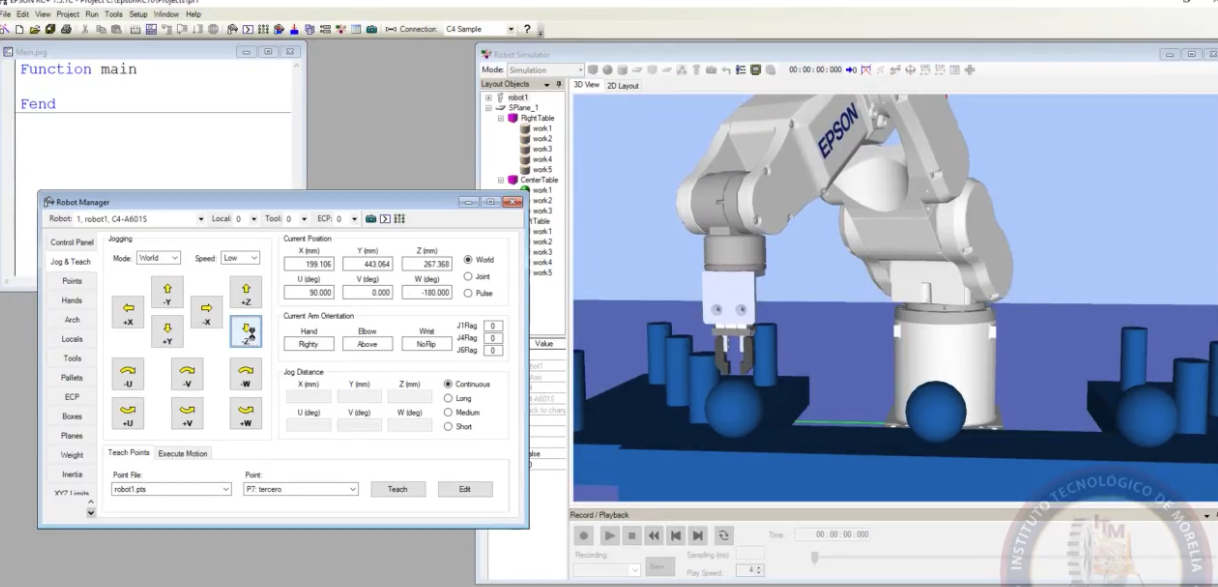 EPSON RC+ 7.5.1C - Project C:\EpsonRC70\Projects\pr7
File Edit View Project Run Tools Setup Window Help
Connection: C4 Sample
Main.prg
Function main
Fend
Robot Simulator
Mode: Simulation
00 : 00 : 00 : 000
Layout Objects
3D View 2D Layout
robot1
SPlane_1
RightTable
work1
work2
work3
work4
work5
CenterTable
work1
work2
work3
work1
work2
work3
work4
work5
Value
EPSON
Robot Manager
Robot: 1, robot1, C4-A601S Local: 0 Tool: 0 ECP: 0
Control Panel
Jog & Teach
Points
Hands
Arch
Locals
Tools
Pallets
ECP
Boxes
Planes
Weight
Inertia
XYZ Limits
Jogging
Mode: World Speed: Low
-Y
+Z
+X
-X
+Y
-Z
-U
-V
-W
+U
+V
+W
Current Position
X (mm) Y (mm) Z (mm)
199.106 443.064 267.368
U (deg) V (deg) W (deg)
90.000 0.000 -180.000
World
Joint
Pulse
Current Arm Orientation
Hand Elbow Wrist
Righty Above NoFlip
J1Flag 0
J4Flag 0
J6Flag 0
Jog Distance
X (mm) Y (mm) Z (mm)
U (deg) V (deg) W (deg)
Continuous
Long
Medium
Short
Teach Points Execute Motion
Point File: Point:
robot1.pts P7: tercero Teach Edit
Record / Playback
Time: 00 : 00 : 00 : 000
Recording: Sampling (ms)
New Play Speed: 4
INSTITUTO TECNOLÓGICO DE MORELIA
ITM